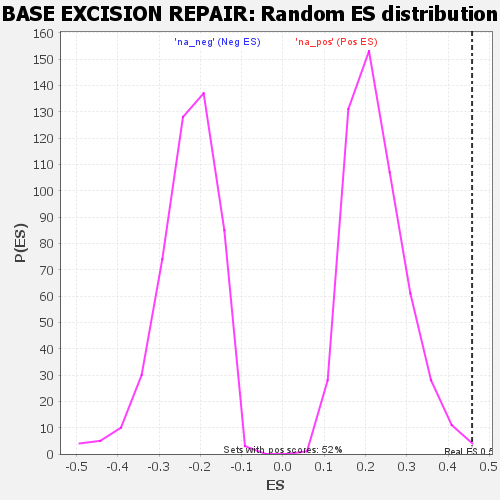 BASE EXCISION REPAIR: Random ES distribution
'na_neg' (Neg ES) 'na_pos' (Pos ES)
160
150
140
130
120
110
100
90
80
70
60
50
40
30
20
10
0
P(ES)
Sets with pos scores: 52%
Real ES 0.5
-0.5 -0.4 -0.3 -0.2 -0.1 0.0 0.1 0.2 0.3 0.4 0.5
ES